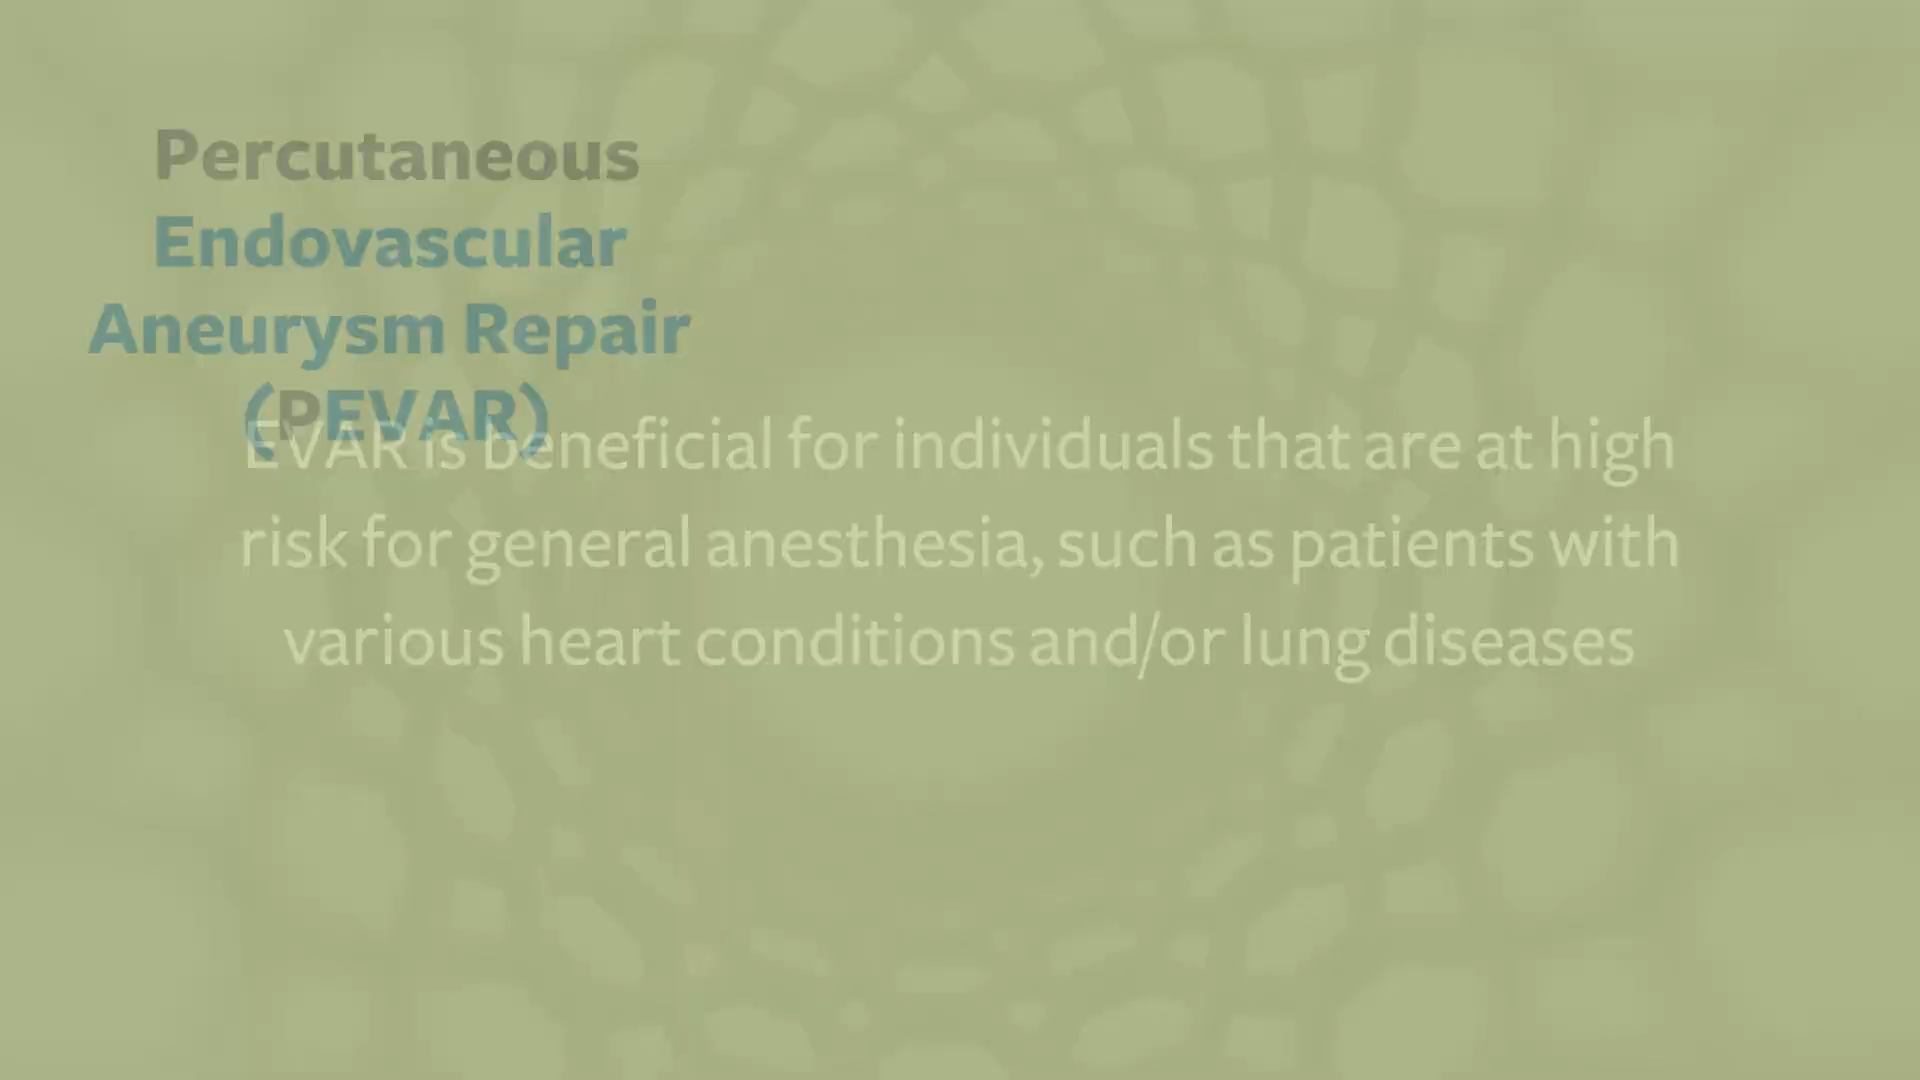 Percutaneous
Endovascular
Aneurysm Repair
(PEVAR)
EVAR is beneficial for individuals that are at high
risk for general anesthesia, such as patients with
various heart conditions and/or lung diseases